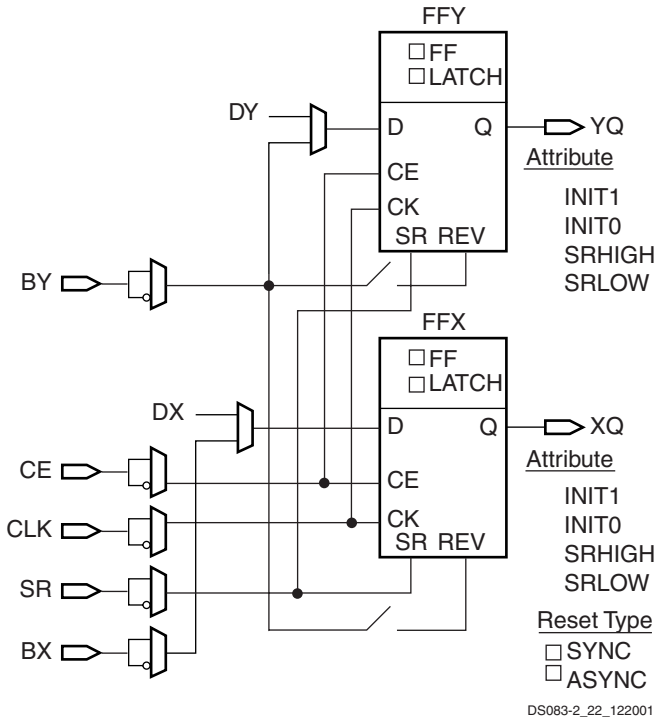 FFY
FF
LATCH
DY
D Q
YQ
Attribute
CE
INIT1
CK
INIT0
SR REV
SRHIGH
BY
SRLOW
FFX
FF
LATCH
DX
D Q
XQ
Attribute
CE
CE
INIT1
CLK
CK
INIT0
SR REV
SRHIGH
SR
SRLOW
Reset Type
BX
SYNC
ASYNC
DS083-2_22_122001